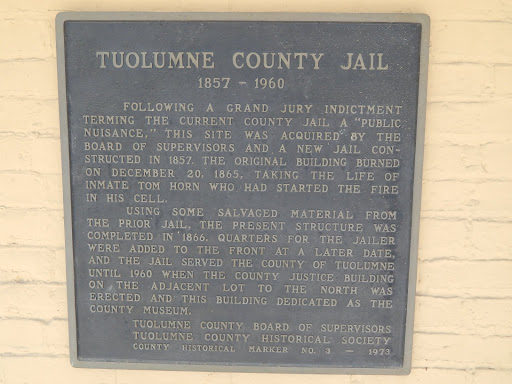 TUOLUMNE COUNTY JAIL
1857 - 1960
FOLLOWING A GRAND JURY INDICTMENT
TERMING THE CURRENT COUNTY JAIL A "PUBLIC
NUISANCE," THIS SITE WAS ACQUIRED BY THE
BOARD OF SUPERVISORS AND A NEW JAIL CON-
STRUCTED IN 1857. THE ORIGINAL BUILDING BURNED
ON DECEMBER 20, 1865, TAKING THE LIFE OF
INMATE TOM HORN WHO HAD STARTED THE FIRE
IN HIS CELL.
USING SOME SALVAGED MATERIAL FROM
THE PRIOR JAIL, THE PRESENT STRUCTURE WAS
COMPLETED IN 1866. QUARTERS FOR THE JAILER
WERE ADDED TO THE FRONT AT A LATER DATE,
AND THE JAIL SERVED THE COUNTY OF TUOLUMNE
UNTIL 1960 WHEN THE COUNTY JUSTICE BUILDING
ON THE ADJACENT LOT TO THE NORTH WAS
ERECTED AND THIS BUILDING DEDICATED AS THE
COUNTY MUSEUM.
TUOLUMNE COUNTY BOARD OF SUPERVISORS
TUOLUMNE COUNTY HISTORICAL SOCIETY
COUNTY HISTORICAL MARKER NO. 3 - 1973